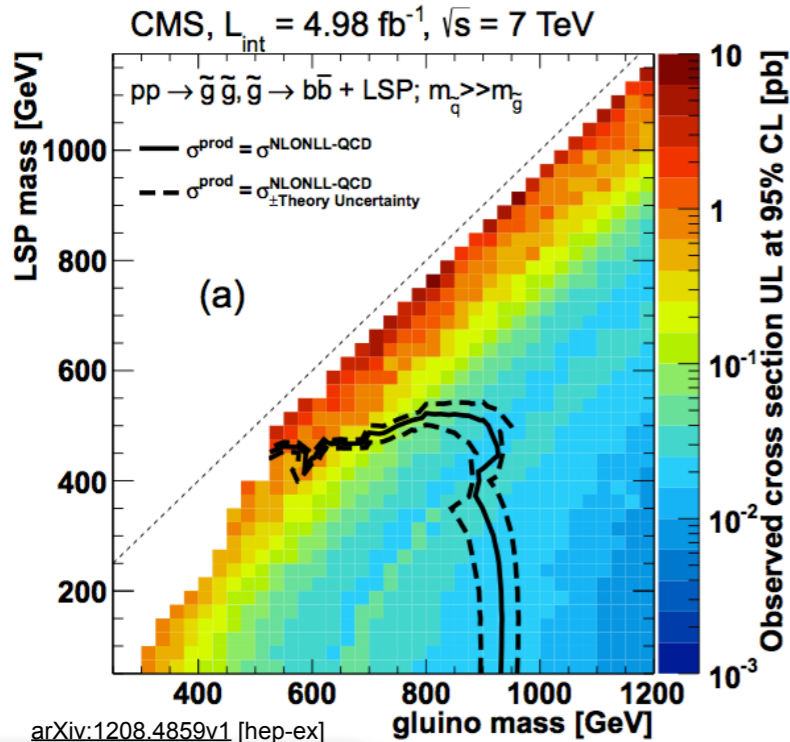 CMS, L_int = 4.98 fb⁻¹, √s = 7 TeV
pp → g̃ g̃, g̃ → bb̄ + LSP; m_q̃ >> m_g̃
σ^prod = σ^NLONLL-QCD
σ^prod = σ^NLONLL-QCD_±Theory Uncertainty
(a)
LSP mass [GeV]
1000
800
600
400
200
400 600 800 1000 1200
gluino mass [GeV]
10
1
10⁻¹
10⁻²
10⁻³
Observed cross section UL at 95% CL [pb]
arXiv:1208.4859v1 [hep-ex]